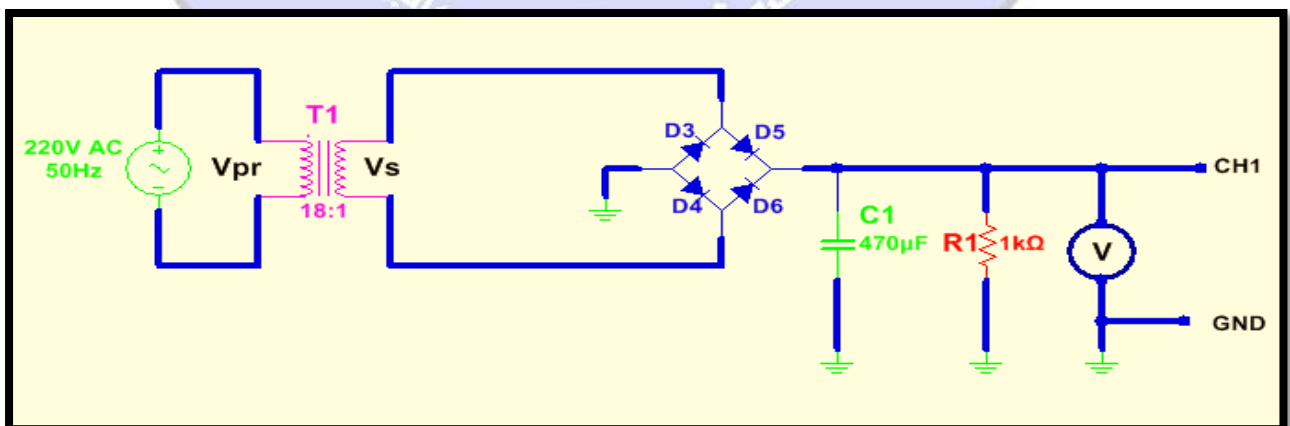 T1
220V AC
50Hz
Vpr
Vs
18:1
D3
D5
D4
D6
C1
470µF
R1
1kΩ
V
CH1
GND